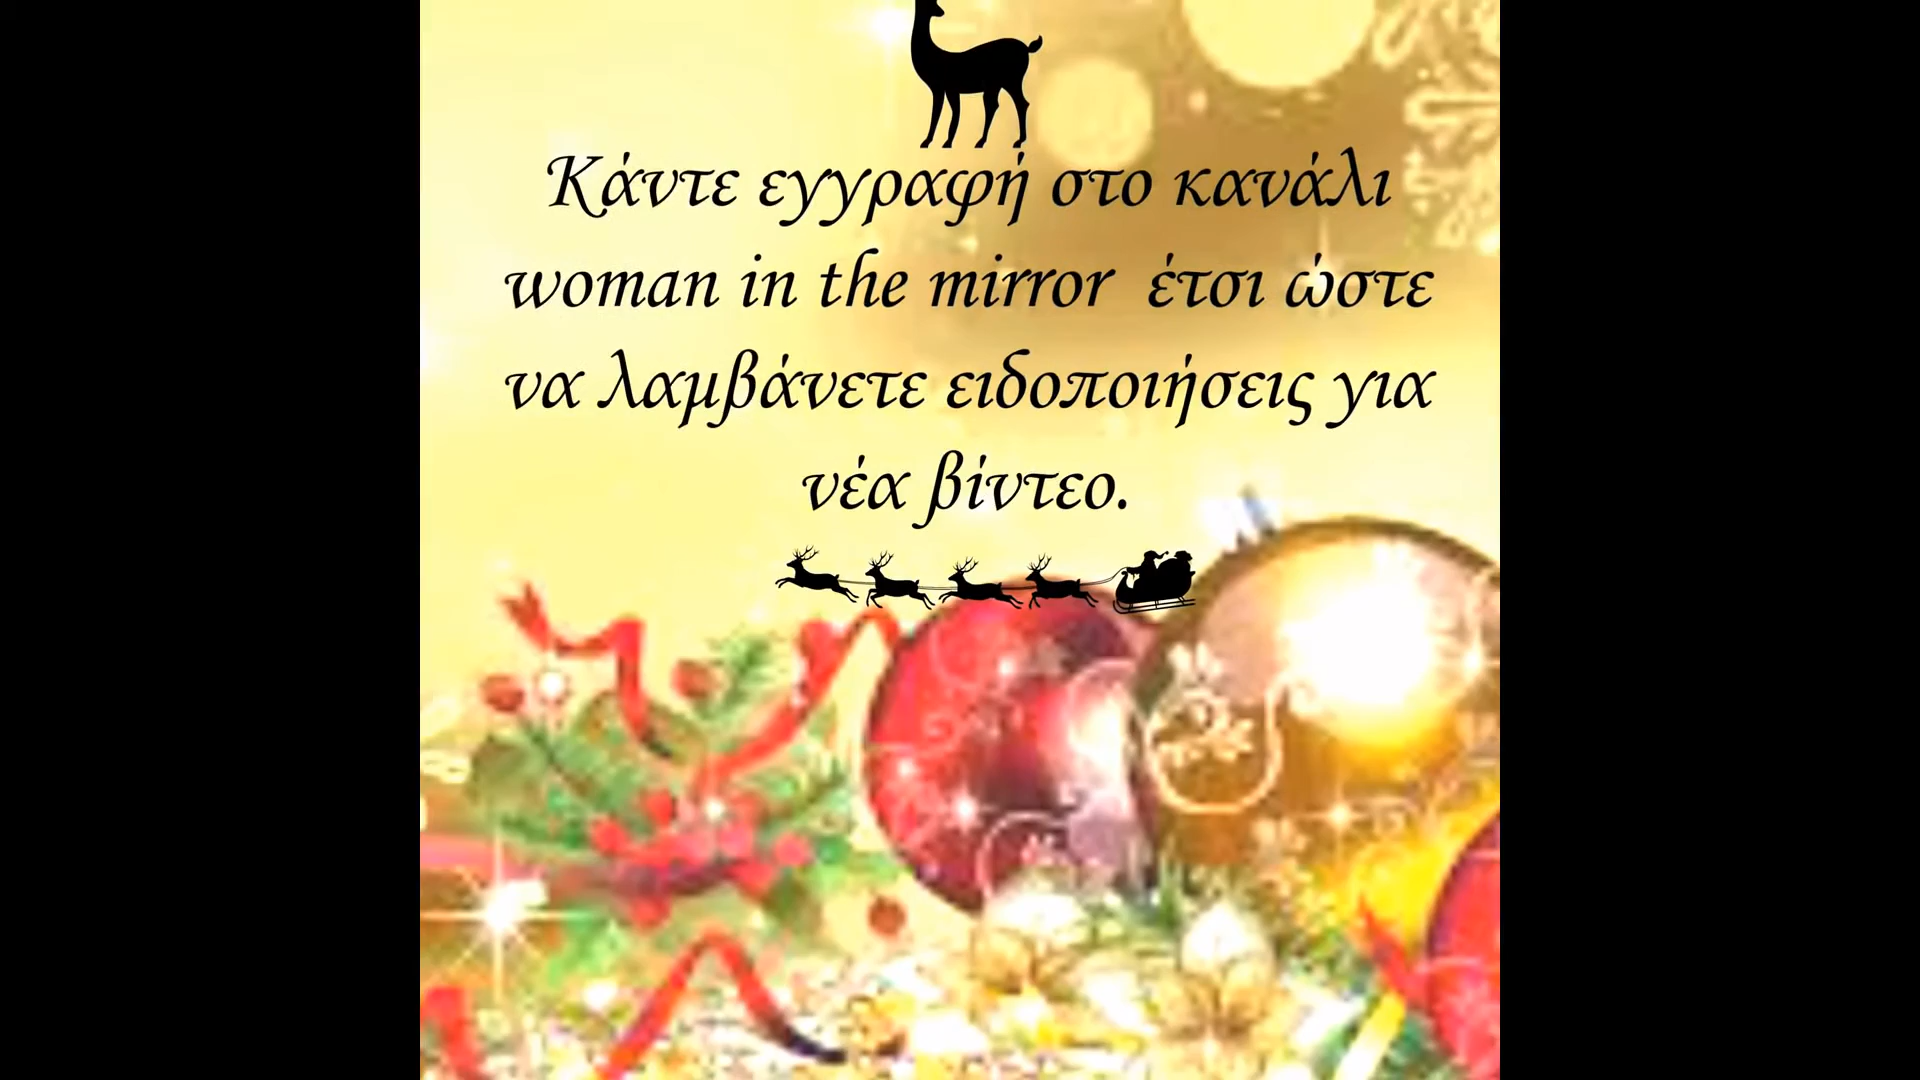 Κάντε εγγραφή στο κανάλι
woman in the mirror έτσι ώστε
να λαμβάνετε ειδοποιήσεις για
νέα βίντεο.